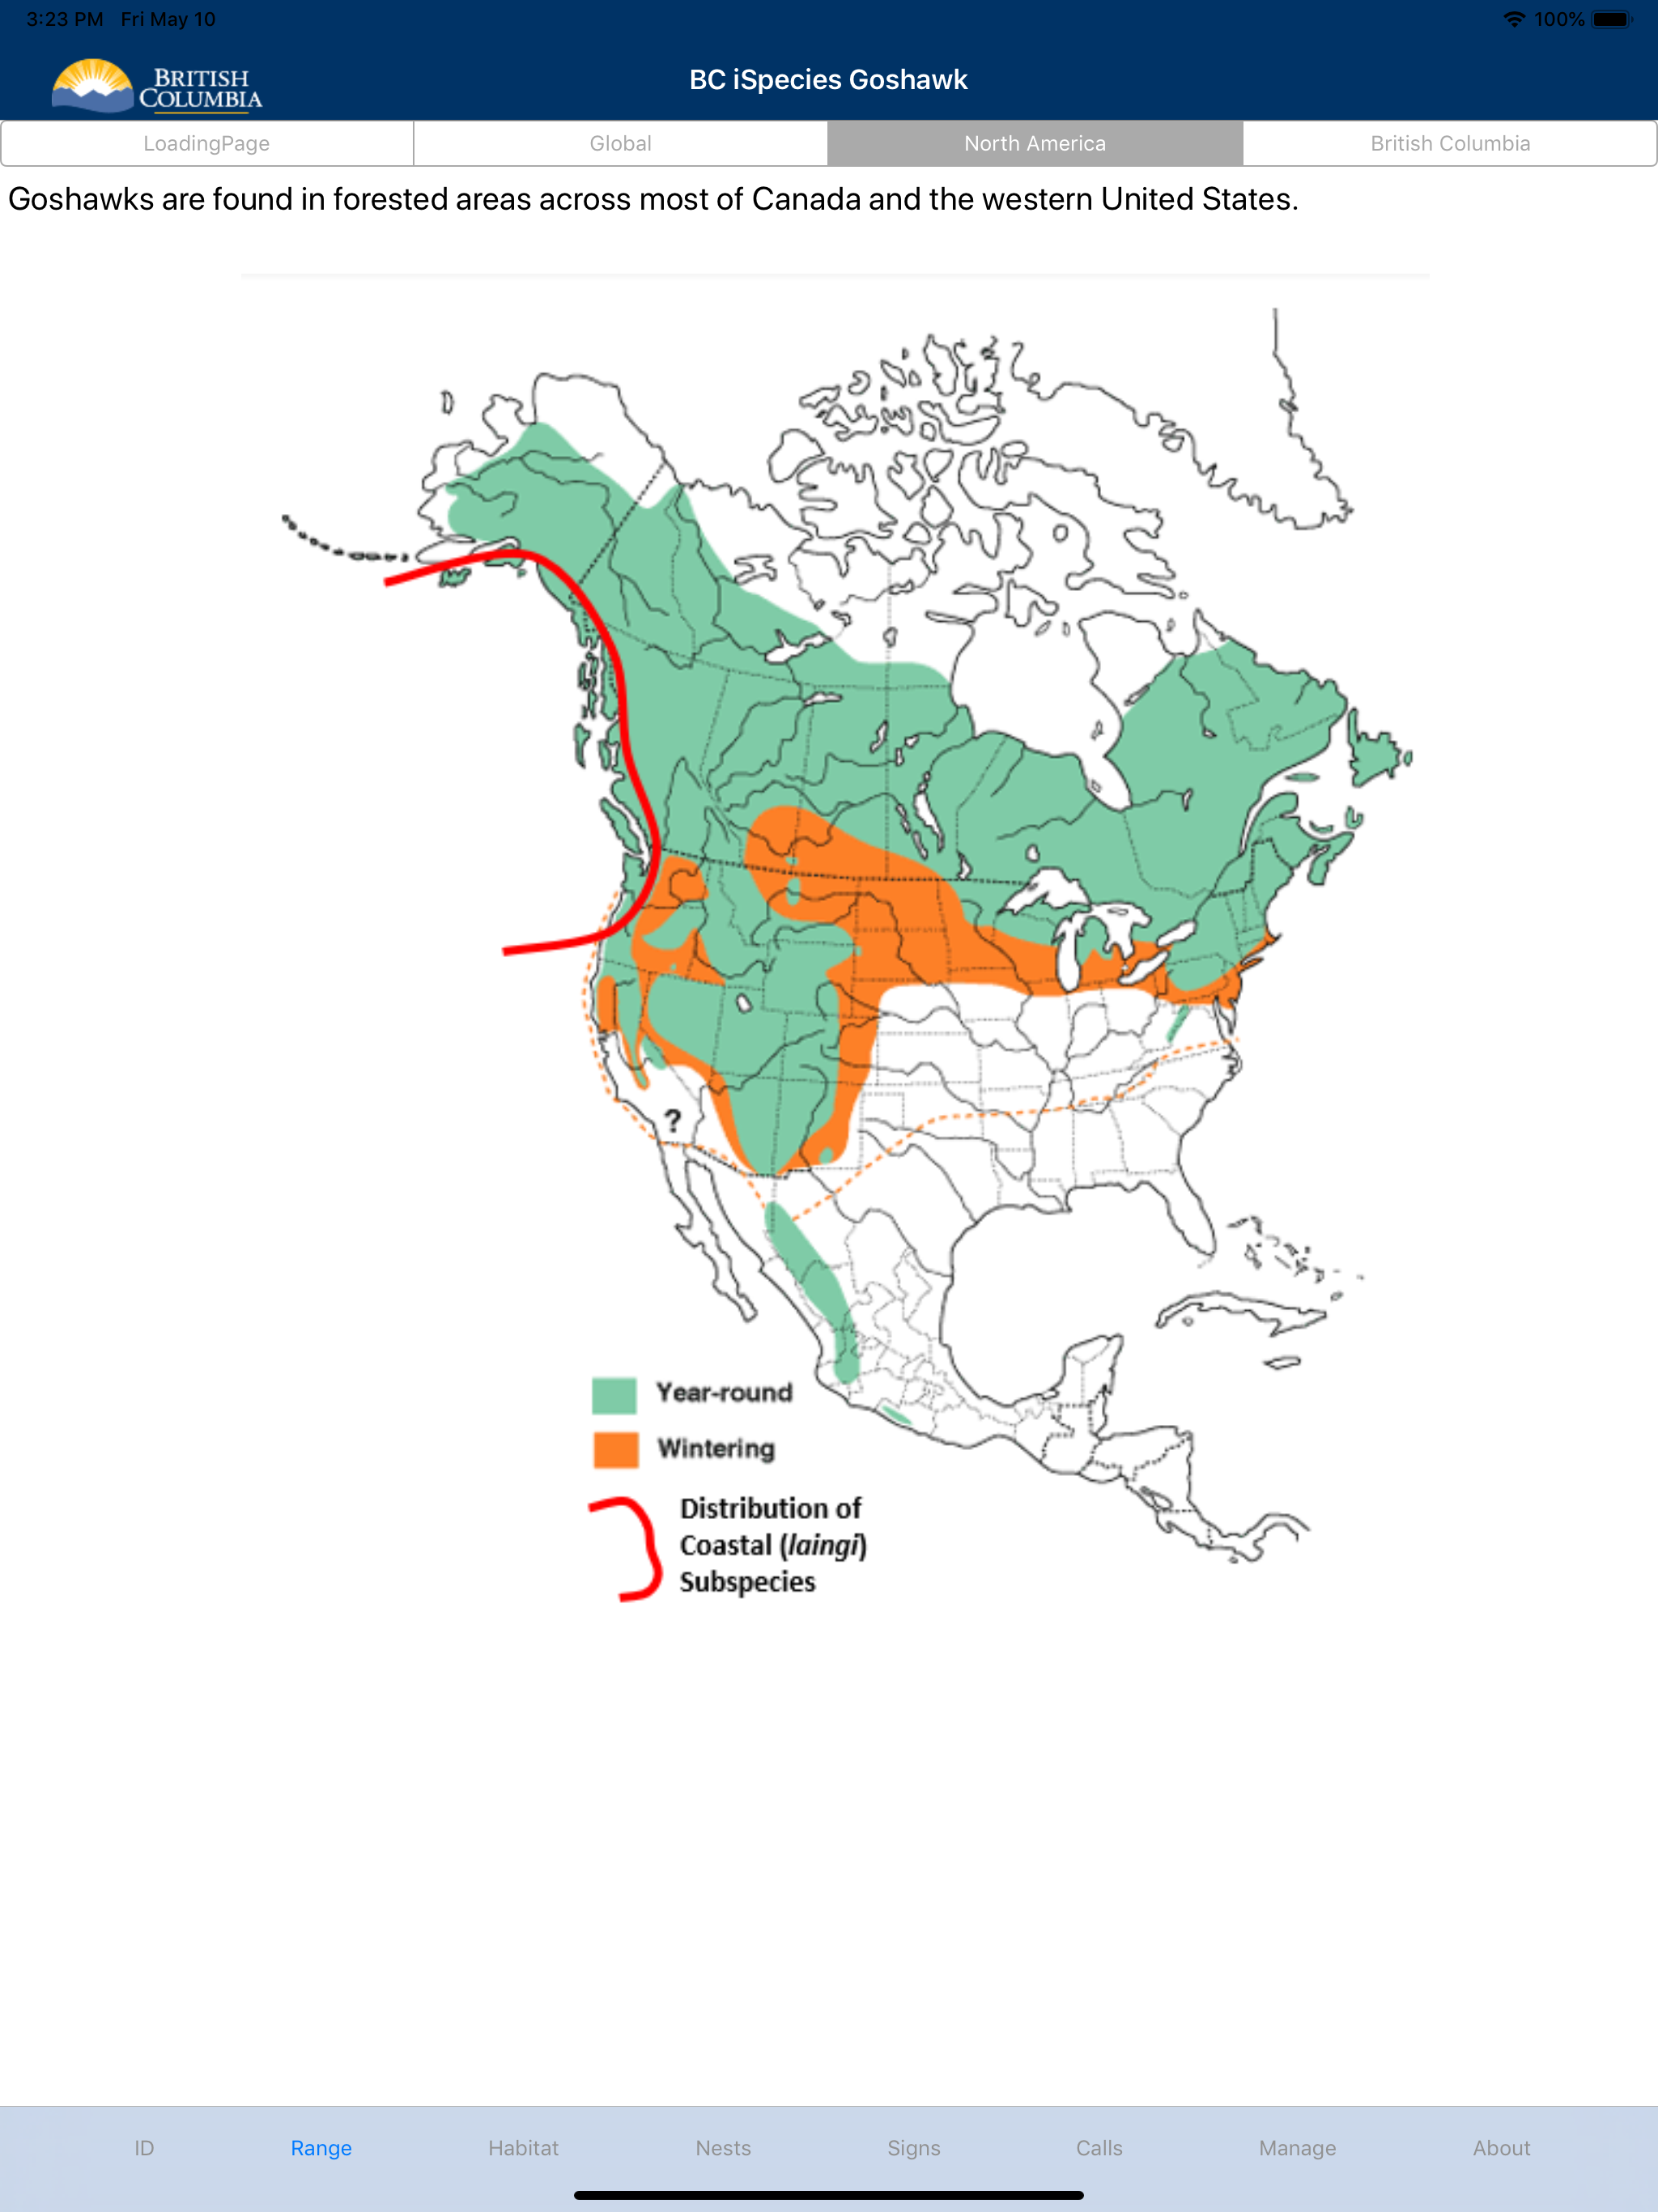 3:23 PM Fri May 10
100%
BRITISH
COLUMBIA
BC iSpecies Goshawk
LoadingPage
Global
North America
British Columbia
Goshawks are found in forested areas across most of Canada and the western United States.
?
Year-round
Wintering
Distribution of
Coastal (laingi)
Subspecies
ID
Range
Habitat
Nests
Signs
Calls
Manage
About